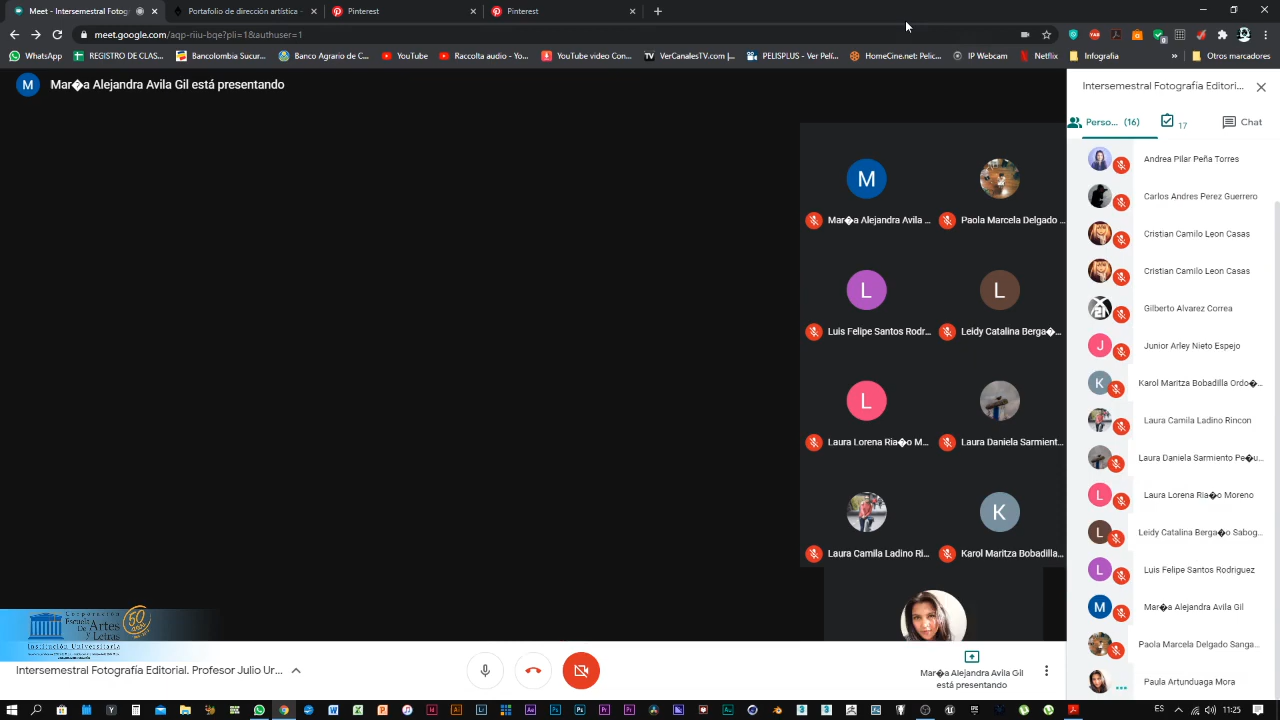 Meet - Intersemestral Fotografí
Portafolio de dirección artística -
Pinterest
Pinterest
meet.google.com/aqp-riiu-bqe?pli=1&authuser=1
WhatsApp
REGISTRO DE CLAS...
Bancolombia Sucur...
Banco Agrario de C...
YouTube
Raccolta audio - Yo...
YouTube video Con...
VerCanalesTV.com |...
PELISPLUS - Ver Pelí...
HomeCine.net: Pelic...
IP Webcam
Netflix
Infografia
»
Otros marcadores
M
Mar�a Alejandra Avila Gil está presentando
Intersemestral Fotografía Editori...
Perso... (16)
17
Chat
M
Mar�a Alejandra Avila ...
Paola Marcela Delgado ...
L
Luis Felipe Santos Rodr...
L
Leidy Catalina Berga�...
L
Laura Lorena Ria�o M...
Laura Daniela Sarmient...
Laura Camila Ladino Ri...
K
Karol Maritza Bobadilla...
Andrea Pilar Peña Torres
Carlos Andres Perez Guerrero
Cristian Camilo Leon Casas
Cristian Camilo Leon Casas
Gilberto Alvarez Correa
J
Junior Arley Nieto Espejo
K
Karol Maritza Bobadilla Ordo�...
Laura Camila Ladino Rincon
Laura Daniela Sarmiento Pe�u...
L
Laura Lorena Ria�o Moreno
L
Leidy Catalina Berga�o Sabog...
L
Luis Felipe Santos Rodriguez
M
Mar�a Alejandra Avila Gil
Paola Marcela Delgado Sanga...
Paula Artunduaga Mora
Escuela Artes
y Letras
50
Intersemestral Fotografía Editorial. Profesor Julio Ur...
Mar�a Alejandra Avila Gil
está presentando
ESP
11:25